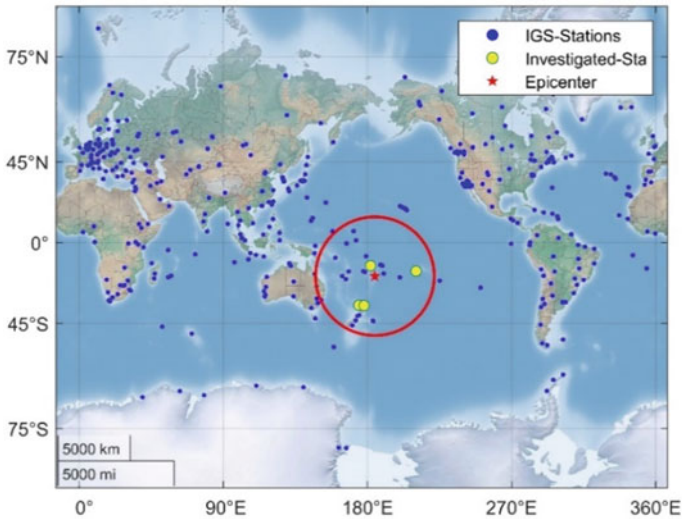 IGS-Stations
Investigated-Sta
Epicenter
75°N
45°N
0°
45°S
75°S
5000 km
5000 mi
0°
90°E
180°E
270°E
360°E